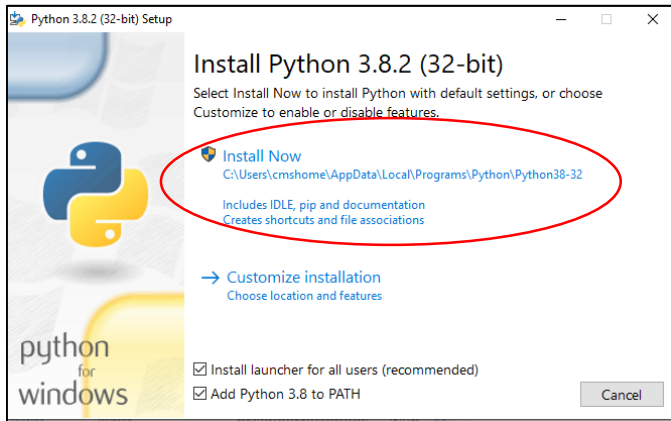 Python 3.8.2 (32-bit) Setup
Install Python 3.8.2 (32-bit)
Select Install Now to install Python with default settings, or choose
Customize to enable or disable features.
Install Now
C:\Users\cmshome\AppData\Local\Programs\Python\Python38-32
Includes IDLE, pip and documentation
Creates shortcuts and file associations
Customize installation
Choose location and features
python
for
windows
Install launcher for all users (recommended)
Add Python 3.8 to PATH
Cancel